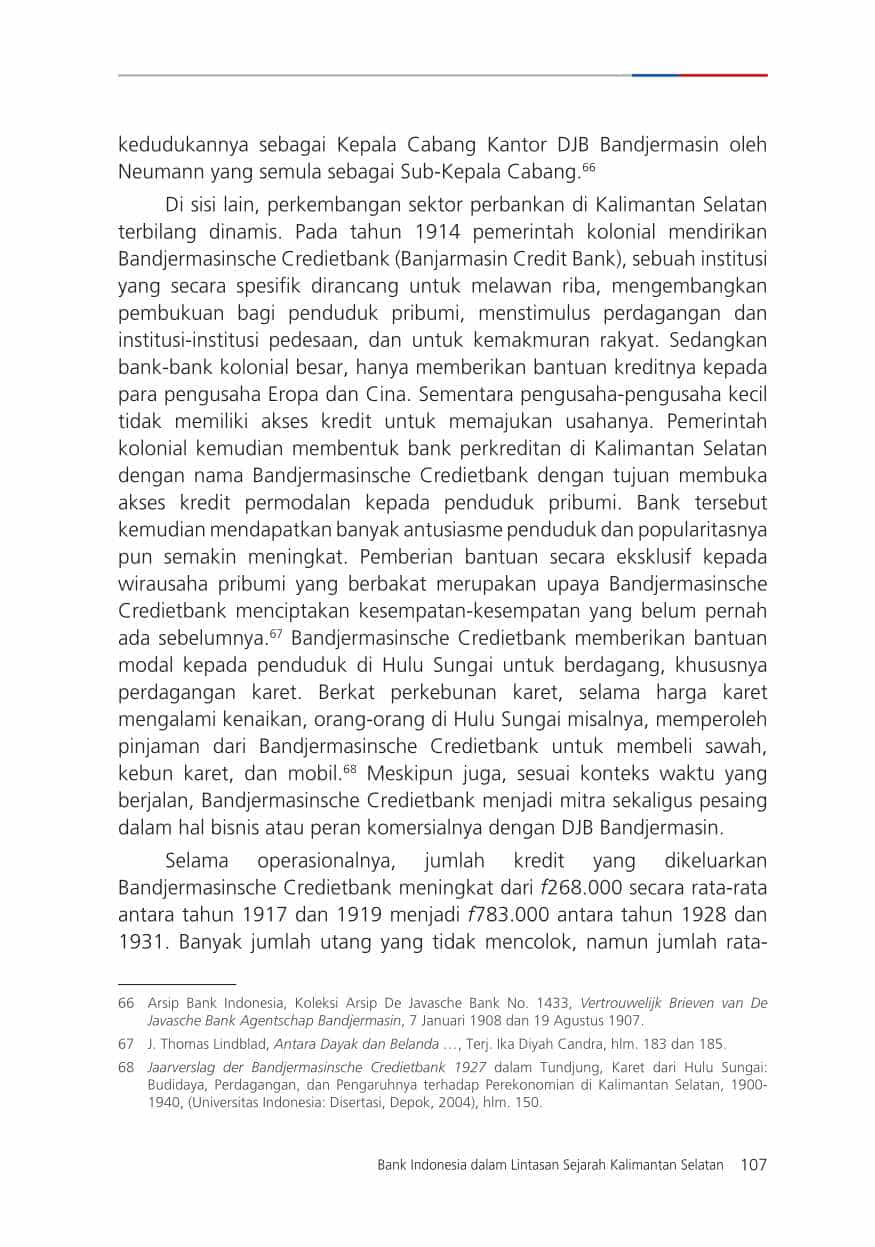 kedudukannya sebagai Kepala Cabang Kantor DJB Bandjermasin oleh
Neumann yang semula sebagai Sub-Kepala Cabang.66
Di sisi lain, perkembangan sektor perbankan di Kalimantan Selatan
terbilang dinamis. Pada tahun 1914 pemerintah kolonial mendirikan
Bandjermasinsche Credietbank (Banjarmasin Credit Bank), sebuah institusi
yang secara spesifik dirancang untuk melawan riba, mengembangkan
pembukuan bagi penduduk pribumi, menstimulus perdagangan dan
institusi-institusi pedesaan, dan untuk kemakmuran rakyat. Sedangkan
bank-bank kolonial besar, hanya memberikan bantuan kreditnya kepada
para pengusaha Eropa dan Cina. Sementara pengusaha-pengusaha kecil
tidak memiliki akses kredit untuk memajukan usahanya. Pemerintah
kolonial kemudian membentuk bank perkreditan di Kalimantan Selatan
dengan nama Bandjermasinsche Credietbank dengan tujuan membuka
akses kredit permodalan kepada penduduk pribumi. Bank tersebut
kemudian mendapatkan banyak antusiasme penduduk dan popularitasnya
pun semakin meningkat. Pemberian bantuan secara eksklusif kepada
wirausaha pribumi yang berbakat merupakan upaya Bandjermasinsche
Credietbank menciptakan kesempatan-kesempatan yang belum pernah
ada sebelumnya.67 Bandjermasinsche Credietbank memberikan bantuan
modal kepada penduduk di Hulu Sungai untuk berdagang, khususnya
perdagangan karet. Berkat perkebunan karet, selama harga karet
mengalami kenaikan, orang-orang di Hulu Sungai misalnya, memperoleh
pinjaman dari Bandjermasinsche Credietbank untuk membeli sawah,
kebun karet, dan mobil.68 Meskipun juga, sesuai konteks waktu yang
berjalan, Bandjermasinsche Credietbank menjadi mitra sekaligus pesaing
dalam hal bisnis atau peran komersialnya dengan DJB Bandjermasin.
Selama operasionalnya, jumlah kredit yang dikeluarkan
Bandjermasinsche Credietbank meningkat dari f268.000 secara rata-rata
antara tahun 1917 dan 1919 menjadi f783.000 antara tahun 1928 dan
1931. Banyak jumlah utang yang tidak mencolok, namun jumlah rata-
66 Arsip Bank Indonesia, Koleksi Arsip De Javasche Bank No. 1433, Vertrouwelijk Brieven van De
Javasche Bank Agentschap Bandjermasin, 7 Januari 1908 dan 19 Agustus 1907.
67 J. Thomas Lindblad, Antara Dayak dan Belanda …, Terj. Ika Diyah Candra, hlm. 183 dan 185.
68 Jaarverslag der Bandjermasinsche Credietbank 1927 dalam Tundjung, Karet dari Hulu Sungai:
Budidaya, Perdagangan, dan Pengaruhnya terhadap Perekonomian di Kalimantan Selatan, 1900-
1940, (Universitas Indonesia: Disertasi, Depok, 2004), hlm. 150.
Bank Indonesia dalam Lintasan Sejarah Kalimantan Selatan 107